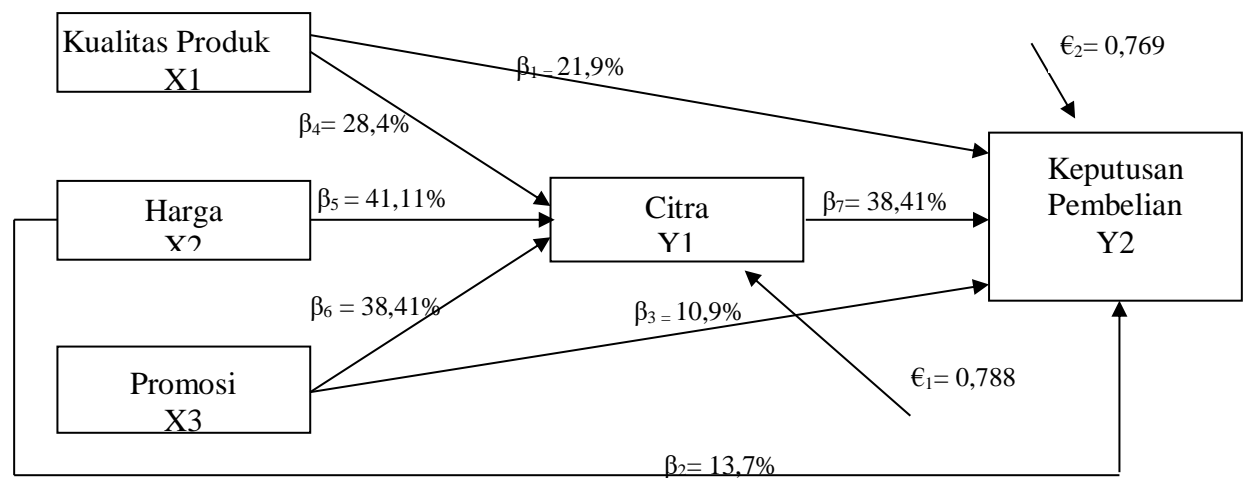 Kualitas Produk
X1
€₂= 0,769
β₁ = 21,9%
β₄= 28,4%
Keputusan
Pembelian
Y2
Harga
X2
β₅ = 41,11%
Citra
Y1
β₇= 38,41%
β₆ = 38,41%
β₃ = 10,9%
Promosi
X3
€₁= 0,788
β₂= 13,7%